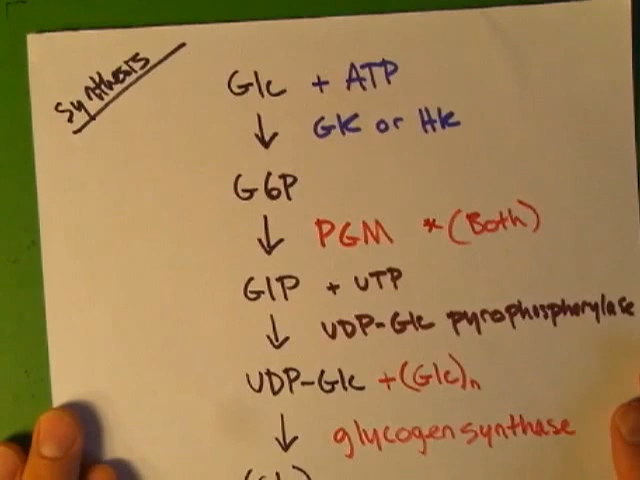 Synthesis
Glc + ATP
↓ GK or HK
G6P
↓ PGM *(Both)
G1P + UTP
↓ UDP-Glc pyrophosphorylase
UDP-Glc +(Glc)n
↓ glycogen synthase